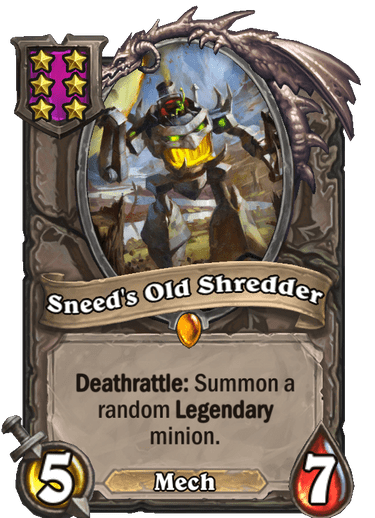 Sneed's Old Shredder
Deathrattle: Summon a
random Legendary
minion.
5
Mech
7